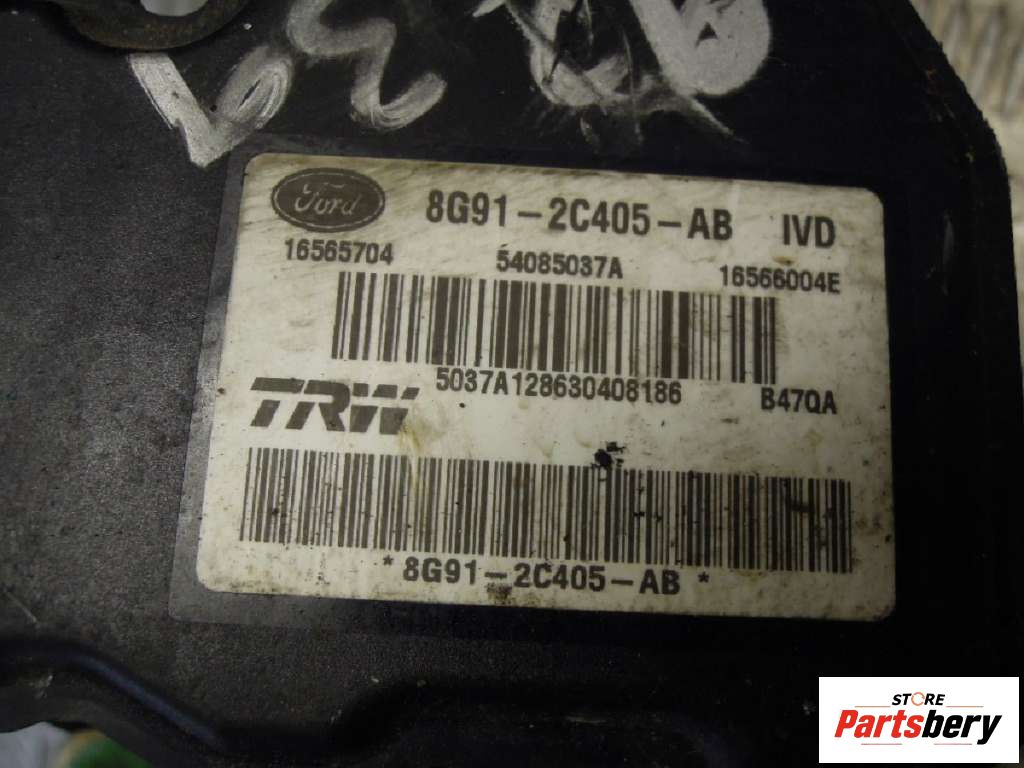 Ford 8G91-2C405-AB IVD
16565704 54085037A 16566004E
5037A128630408186 B47QA
TRW
*8G91-2C405-AB*
STORE
Partsbery